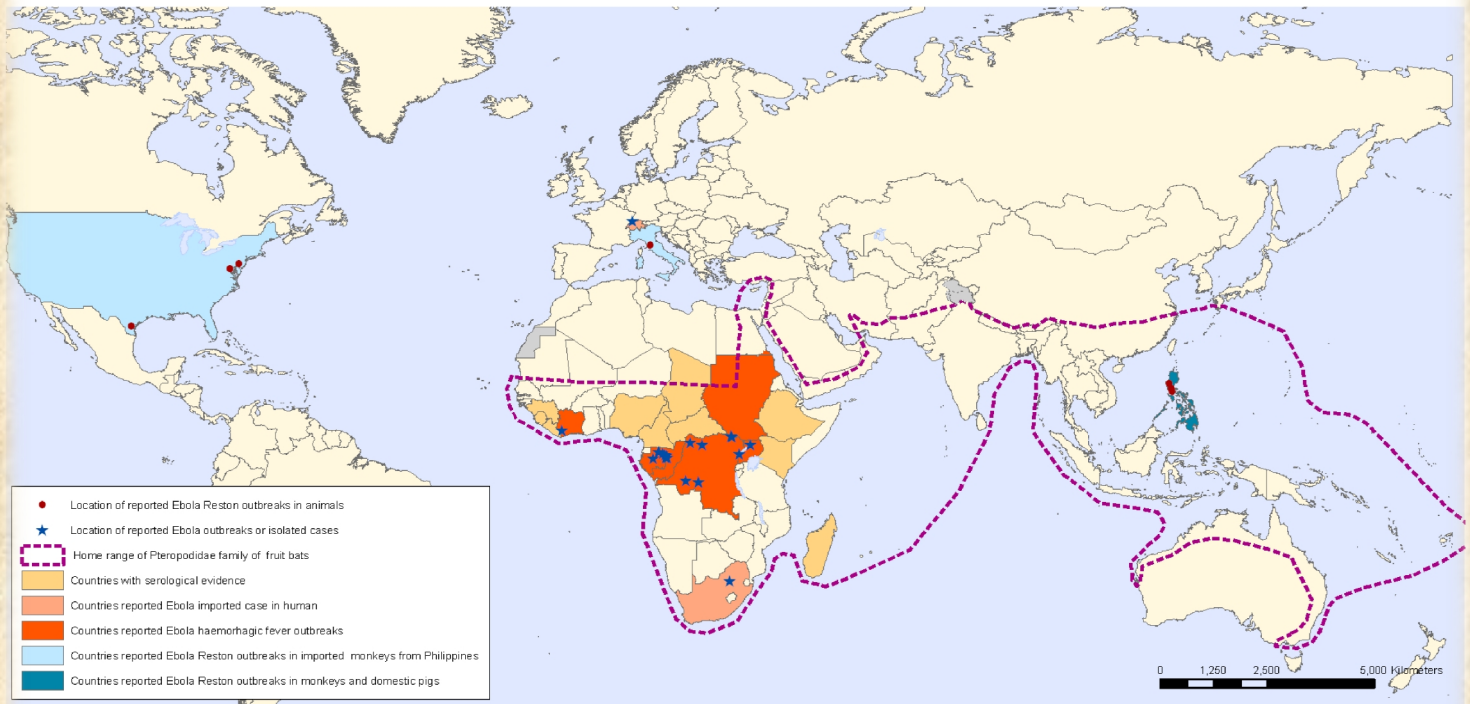 Location of reported Ebola Reston outbreaks in animals
Location of reported Ebola outbreaks or isolated cases
Home range of Pteropodidae family of fruit bats
Countries with serological evidence
Countries reported Ebola imported case in human
Countries reported Ebola haemorhagic fever outbreaks
Countries reported Ebola Reston outbreaks in imported monkeys from Philippines
Countries reported Ebola Reston outbreaks in monkeys and domestic pigs
0 1,250 2,500 5,000 Kilometers